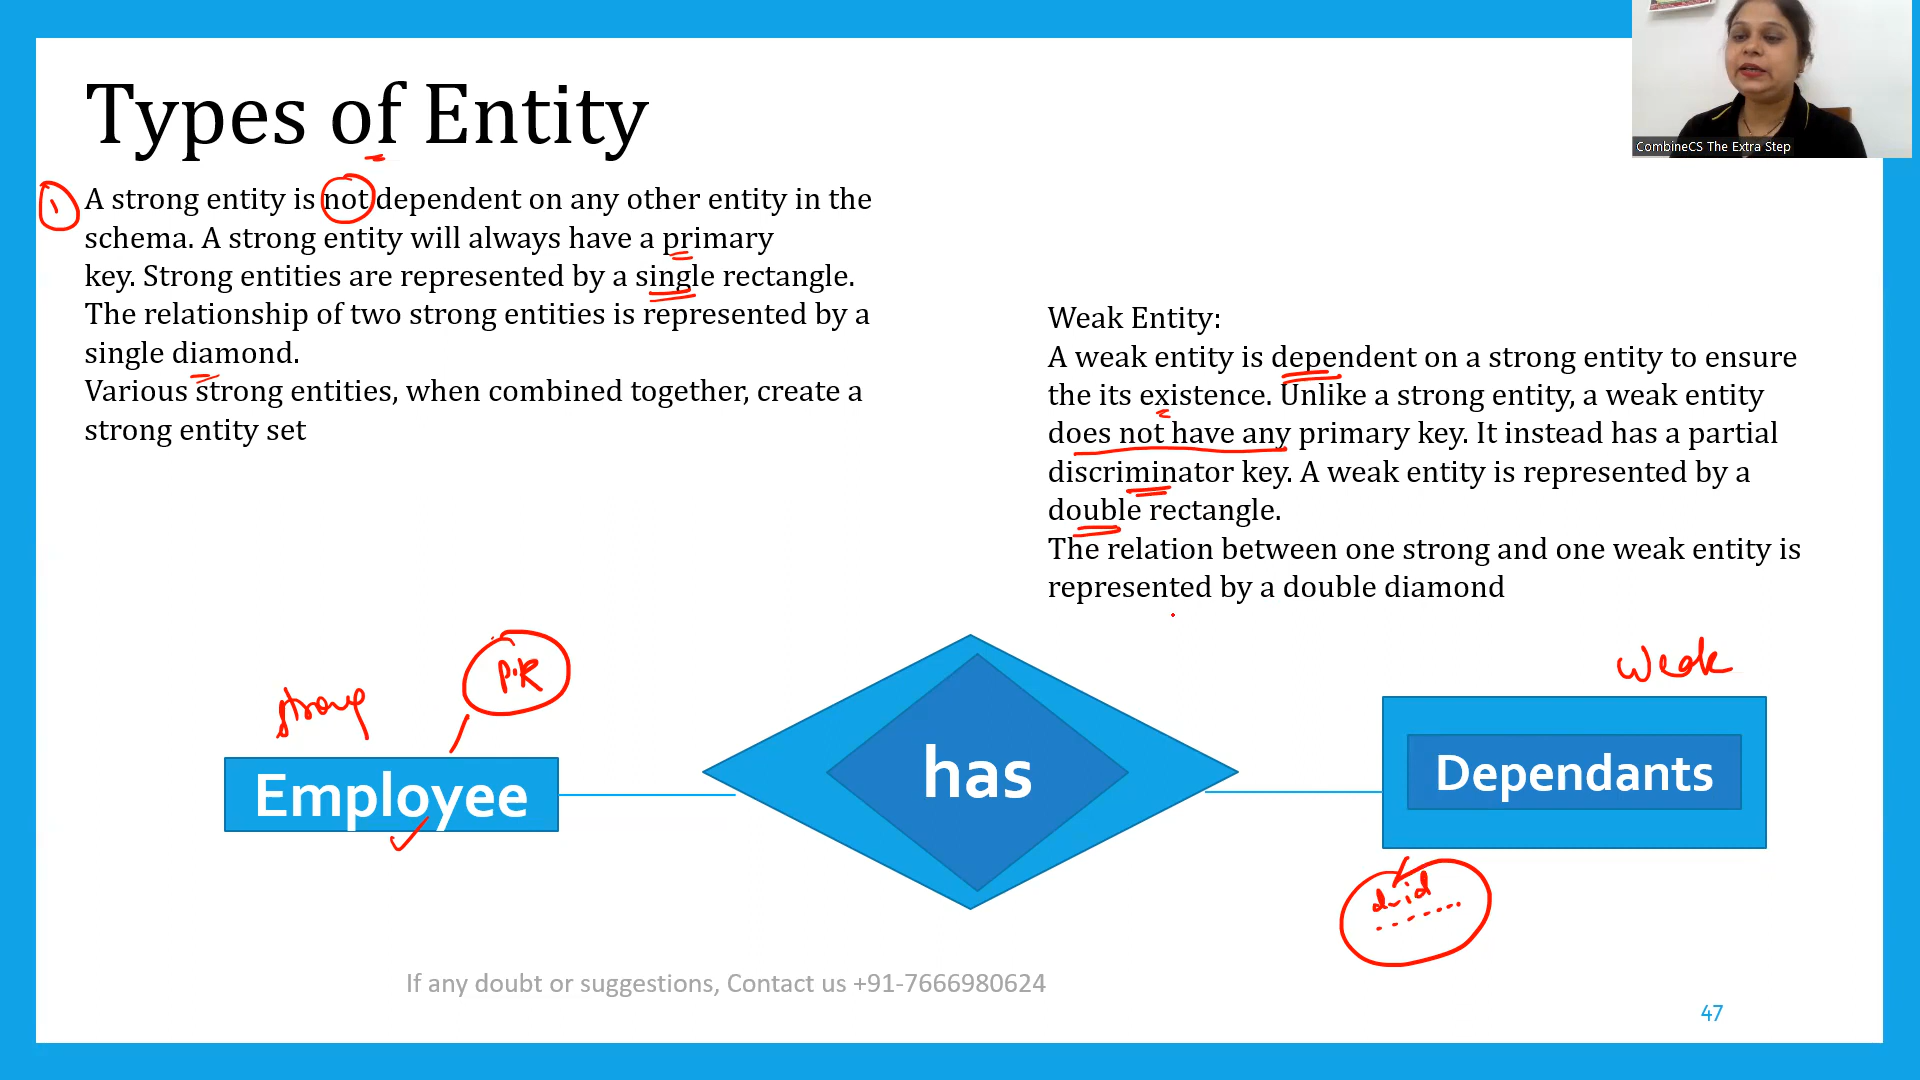 Types of Entity
1
A strong entity is not dependent on any other entity in the
schema. A strong entity will always have a primary
key. Strong entities are represented by a single rectangle.
The relationship of two strong entities is represented by a
single diamond.
Various strong entities, when combined together, create a
strong entity set
CombineCS The Extra Step
Weak Entity:
A weak entity is dependent on a strong entity to ensure
the its existence. Unlike a strong entity, a weak entity
does not have any primary key. It instead has a partial
discriminator key. A weak entity is represented by a
double rectangle.
The relation between one strong and one weak entity is
represented by a double diamond
strong
P.K
weak
Employee
has
Dependants
d-id
If any doubt or suggestions, Contact us +91-7666980624
47